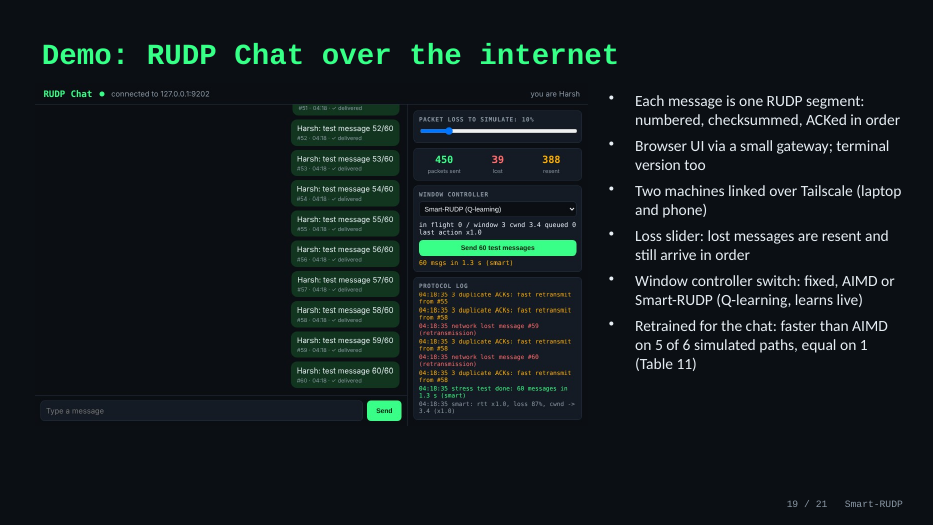 Demo: RUDP Chat over the internet
RUDP Chat ● connected to 127.0.0.1:9202
you are Harsh
#51 · 04:18 · ✓ delivered
Harsh: test message 52/60
#52 · 04:18 · ✓ delivered
Harsh: test message 53/60
#53 · 04:18 · ✓ delivered
Harsh: test message 54/60
#54 · 04:18 · ✓ delivered
Harsh: test message 55/60
#55 · 04:18 · ✓ delivered
Harsh: test message 56/60
#56 · 04:18 · ✓ delivered
Harsh: test message 57/60
#57 · 04:18 · ✓ delivered
Harsh: test message 58/60
#58 · 04:18 · ✓ delivered
Harsh: test message 59/60
#59 · 04:18 · ✓ delivered
Harsh: test message 60/60
#60 · 04:18 · ✓ delivered
Type a message
Send
PACKET LOSS TO SIMULATE: 10%
450 39 388
packets sent lost resent
WINDOW CONTROLLER
Smart-RUDP (Q-learning)
in flight 0 / window 3 cwnd 3.4 queued 0
last action x1.0
Send 60 test messages
60 msgs in 1.3 s (smart)
PROTOCOL LOG
04:18:35 3 duplicate ACKs: fast retransmit
from #55
04:18:35 3 duplicate ACKs: fast retransmit
from #58
04:18:35 network lost message #59
(retransmission)
04:18:35 3 duplicate ACKs: fast retransmit
from #58
04:18:35 network lost message #60
(retransmission)
04:18:35 3 duplicate ACKs: fast retransmit
from #58
04:18:35 stress test done: 60 messages in
1.3 s (smart)
04:18:35 smart: rtt x1.0, loss 87%, cwnd ->
3.4 (x1.0)
• Each message is one RUDP segment:
numbered, checksummed, ACKed in order
• Browser UI via a small gateway; terminal
version too
• Two machines linked over Tailscale (laptop
and phone)
• Loss slider: lost messages are resent and
still arrive in order
• Window controller switch: fixed, AIMD or
Smart-RUDP (Q-learning, learns live)
• Retrained for the chat: faster than AIMD
on 5 of 6 simulated paths, equal on 1
(Table 11)
19 / 21 Smart-RUDP